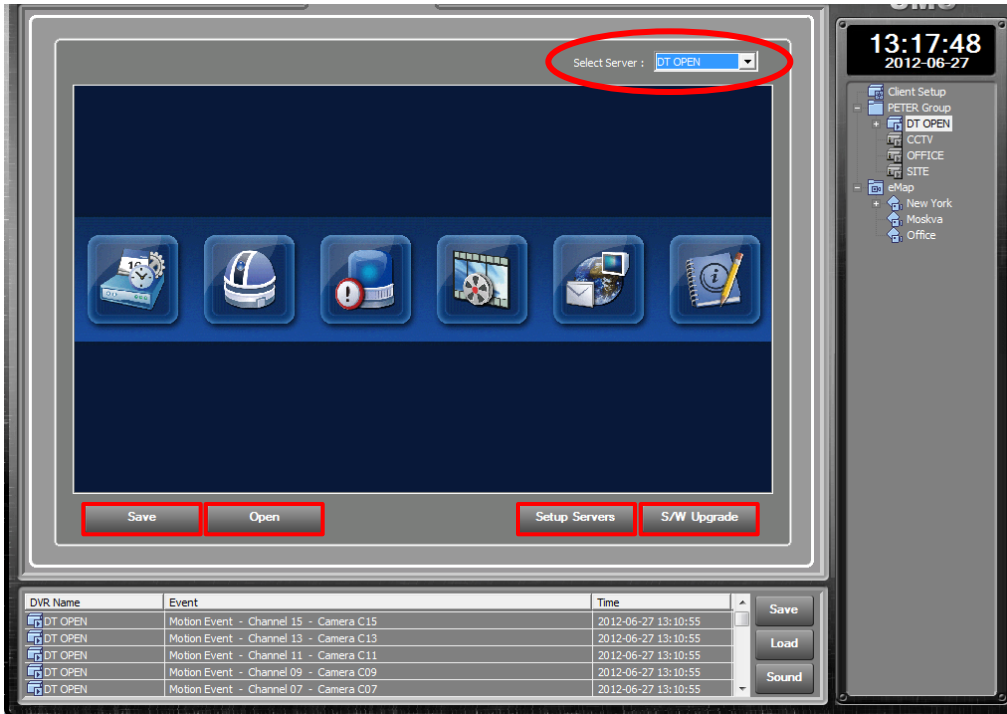 Select Server : DT OPEN
Save
Open
Setup Servers
S/W Upgrade
DVR Name Event Time
DT OPEN Motion Event - Channel 15 - Camera C15 2012-06-27 13:10:55
DT OPEN Motion Event - Channel 13 - Camera C13 2012-06-27 13:10:55
DT OPEN Motion Event - Channel 11 - Camera C11 2012-06-27 13:10:55
DT OPEN Motion Event - Channel 09 - Camera C09 2012-06-27 13:10:55
DT OPEN Motion Event - Channel 07 - Camera C07 2012-06-27 13:10:55
Save
Load
Sound
13:17:48
2012-06-27
Client Setup
PETER Group
DT OPEN
CCTV
OFFICE
SITE
eMap
New York
Moskva
Office